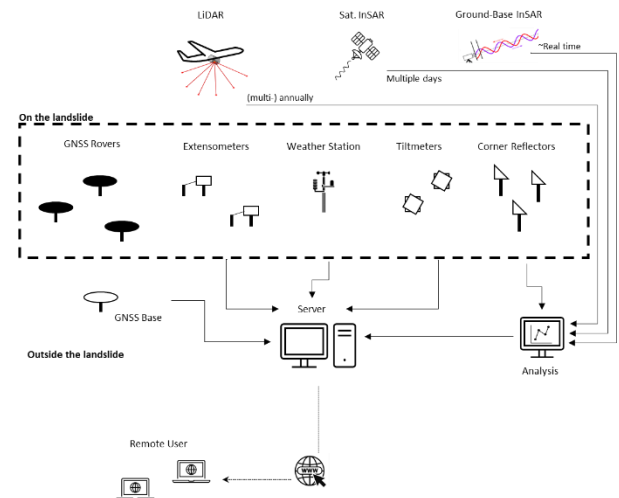 LiDAR
Sat. InSAR
Ground-Base InSAR
~Real time
Multiple days
(multi-) annually
On the landslide
GNSS Rovers
Extensometers
Weather Station
Tiltmeters
Corner Reflectors
GNSS Base
Server
Outside the landslide
Analysis
Remote User
WWW